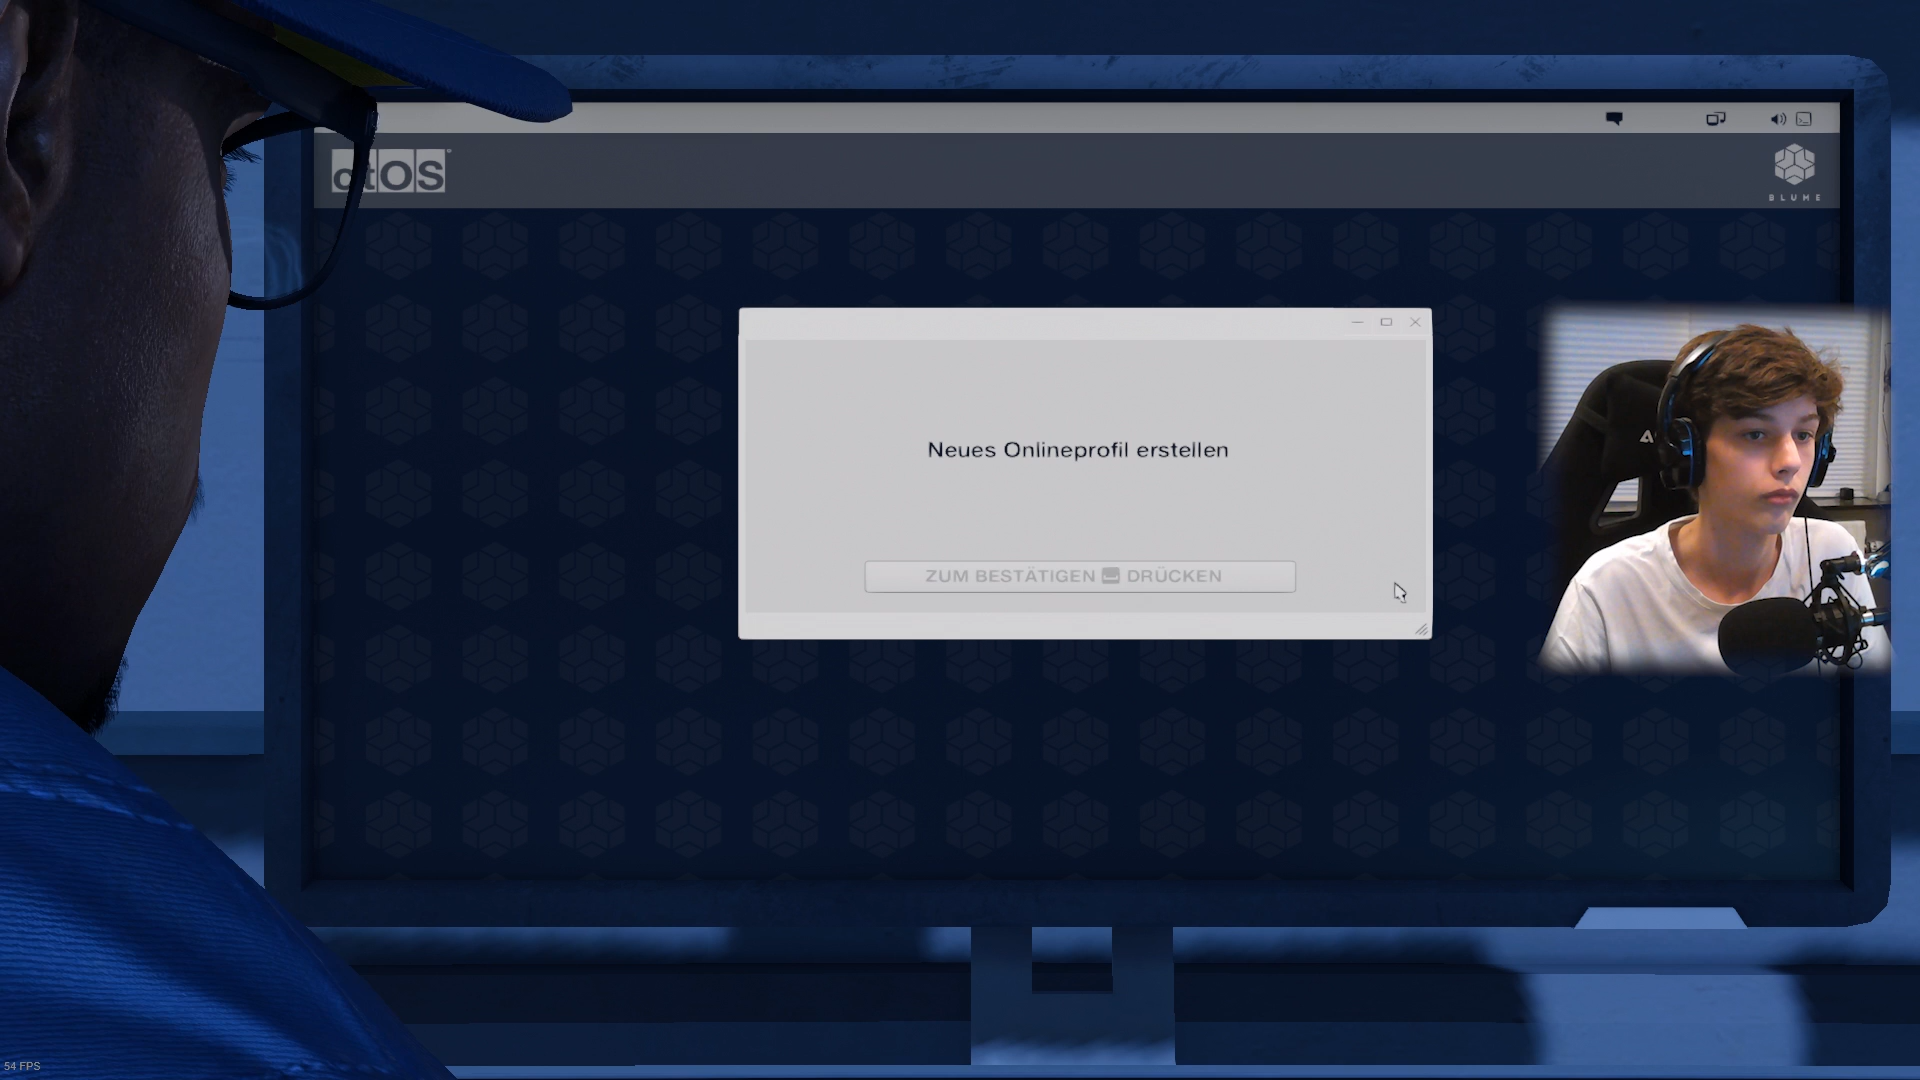 ctOS
BLUME
Neues Onlineprofil erstellen
ZUM BESTÄTIGEN DRÜCKEN
54 FPS